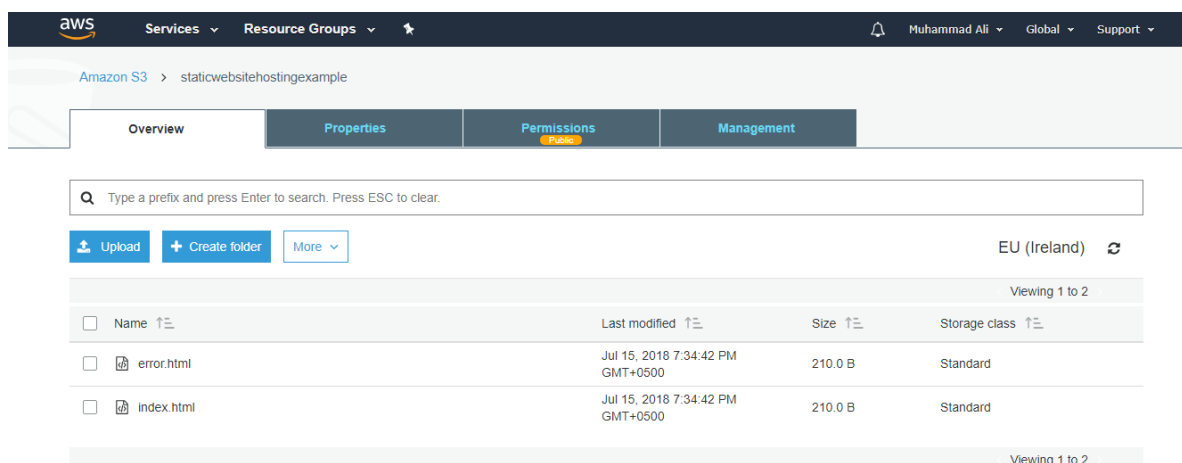 aws Services Resource Groups Muhammad Ali Global Support
Amazon S3 > staticwebsitehostingexample
Overview Properties Permissions Management
Public
Type a prefix and press Enter to search. Press ESC to clear.
Upload + Create folder More EU (Ireland)
Viewing 1 to 2
Name Last modified Size Storage class
error.html Jul 15, 2018 7:34:42 PM GMT+0500 210.0 B Standard
index.html Jul 15, 2018 7:34:42 PM GMT+0500 210.0 B Standard
Viewing 1 to 2